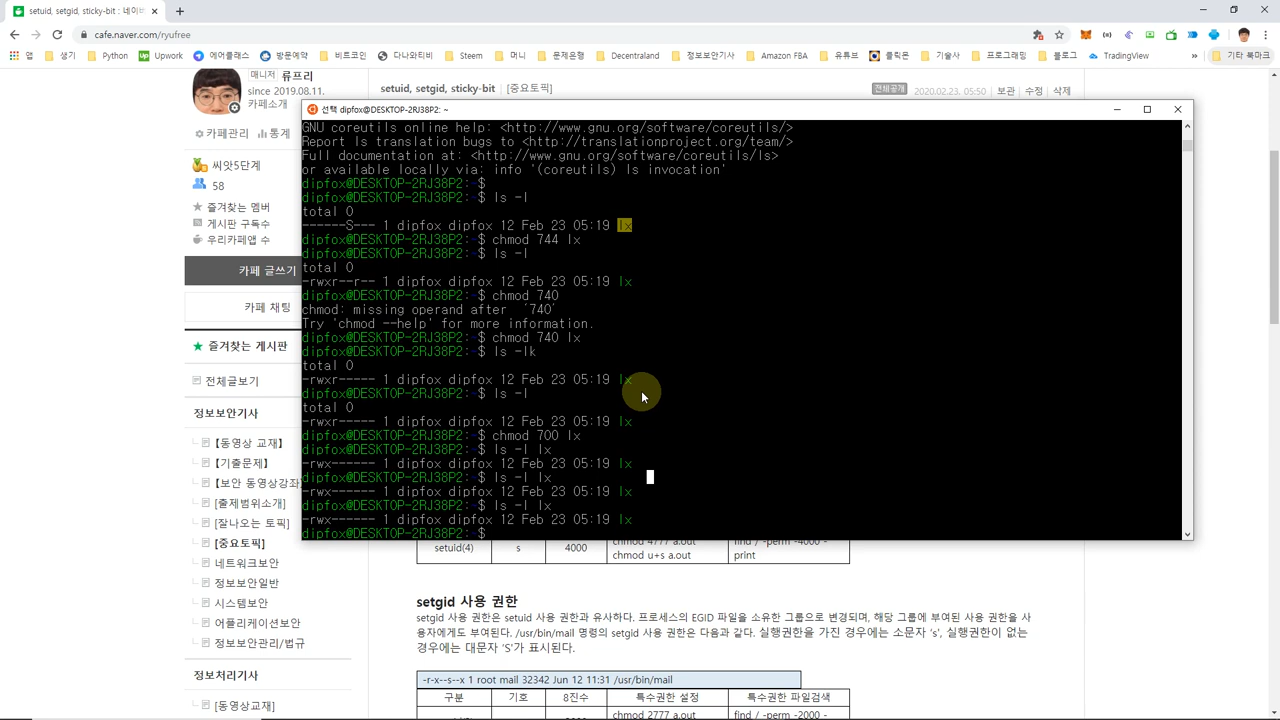 setuid, setgid, sticky-bit : 네이버
cafe.naver.com/ryufree
앱
생기
Python
Upwork
에어클래스
방문예약
비트코인
다나와티비
Steem
머니
문제은행
Decentraland
정보보안기사
Amazon FBA
유튜브
클릭몬
기술사
프로그래밍
블로그
TradingView
기타 북마크
매니저 류프리
since 2019.08.11.
카페소개
카페관리 통계
씨앗5단계
58
즐겨찾는 멤버
게시판 구독수
우리카페앱 수
카페 글쓰기
카페 채팅
즐겨찾는 게시판
전체글보기
정보보안기사
【동영상 교재】
【기출문제】
【보안 동영상강좌
[출제범위소개]
[잘나오는 토픽]
[중요토픽]
네트워크보안
정보보안일반
시스템보안
어플리케이션보안
정보보안관리/법규
정보처리기사
[동영상교재]
setuid, setgid, sticky-bit [중요토픽]
전체공개 2020.02.23. 05:50 보관 수정 삭제
선택 dipfox@DESKTOP-2RJ38P2: ~
GNU coreutils online help: <http://www.gnu.org/software/coreutils/>
Report ls translation bugs to <http://translationproject.org/team/>
Full documentation at: <http://www.gnu.org/software/coreutils/ls>
or available locally via: info '(coreutils) ls invocation'
dipfox@DESKTOP-2RJ38P2:~$
dipfox@DESKTOP-2RJ38P2:~$ ls -l
total 0
------S--- 1 dipfox dipfox 12 Feb 23 05:19 lx
dipfox@DESKTOP-2RJ38P2:~$ chmod 744 lx
dipfox@DESKTOP-2RJ38P2:~$ ls -l
total 0
-rwxr--r-- 1 dipfox dipfox 12 Feb 23 05:19 lx
dipfox@DESKTOP-2RJ38P2:~$ chmod 740
chmod: missing operand after ‘740’
Try 'chmod --help' for more information.
dipfox@DESKTOP-2RJ38P2:~$ chmod 740 lx
dipfox@DESKTOP-2RJ38P2:~$ ls -lk
total 0
-rwxr----- 1 dipfox dipfox 12 Feb 23 05:19 lx
dipfox@DESKTOP-2RJ38P2:~$ ls -l
total 0
-rwxr----- 1 dipfox dipfox 12 Feb 23 05:19 lx
dipfox@DESKTOP-2RJ38P2:~$ chmod 700 lx
dipfox@DESKTOP-2RJ38P2:~$ ls -l lx
-rwx------ 1 dipfox dipfox 12 Feb 23 05:19 lx
dipfox@DESKTOP-2RJ38P2:~$ ls -l lx
-rwx------ 1 dipfox dipfox 12 Feb 23 05:19 lx
dipfox@DESKTOP-2RJ38P2:~$ ls -l lx
-rwx------ 1 dipfox dipfox 12 Feb 23 05:19 lx
dipfox@DESKTOP-2RJ38P2:~$
setuid(4) s 4000 chmod 4777 a.out find / -perm -4000 -
chmod u+s a.out print
setgid 사용 권한
setgid 사용 권한은 setuid 사용 권한과 유사하다. 프로세스의 EGID 파일을 소유한 그룹으로 변경되며, 해당 그룹에 부여된 사용 권한을 사
용자에게도 부여된다. /usr/bin/mail 명령의 setgid 사용 권한은 다음과 같다. 실행권한을 가진 경우에는 소문자 's', 실행권한이 없는
경우에는 대문자 'S'가 표시된다.
-r-x--s--x 1 root mail 32342 Jun 12 11:31 /usr/bin/mail
구분 기호 8진수 특수권한 설정 특수권한 파일검색
chmod 2777 a.out find / -perm -2000 -